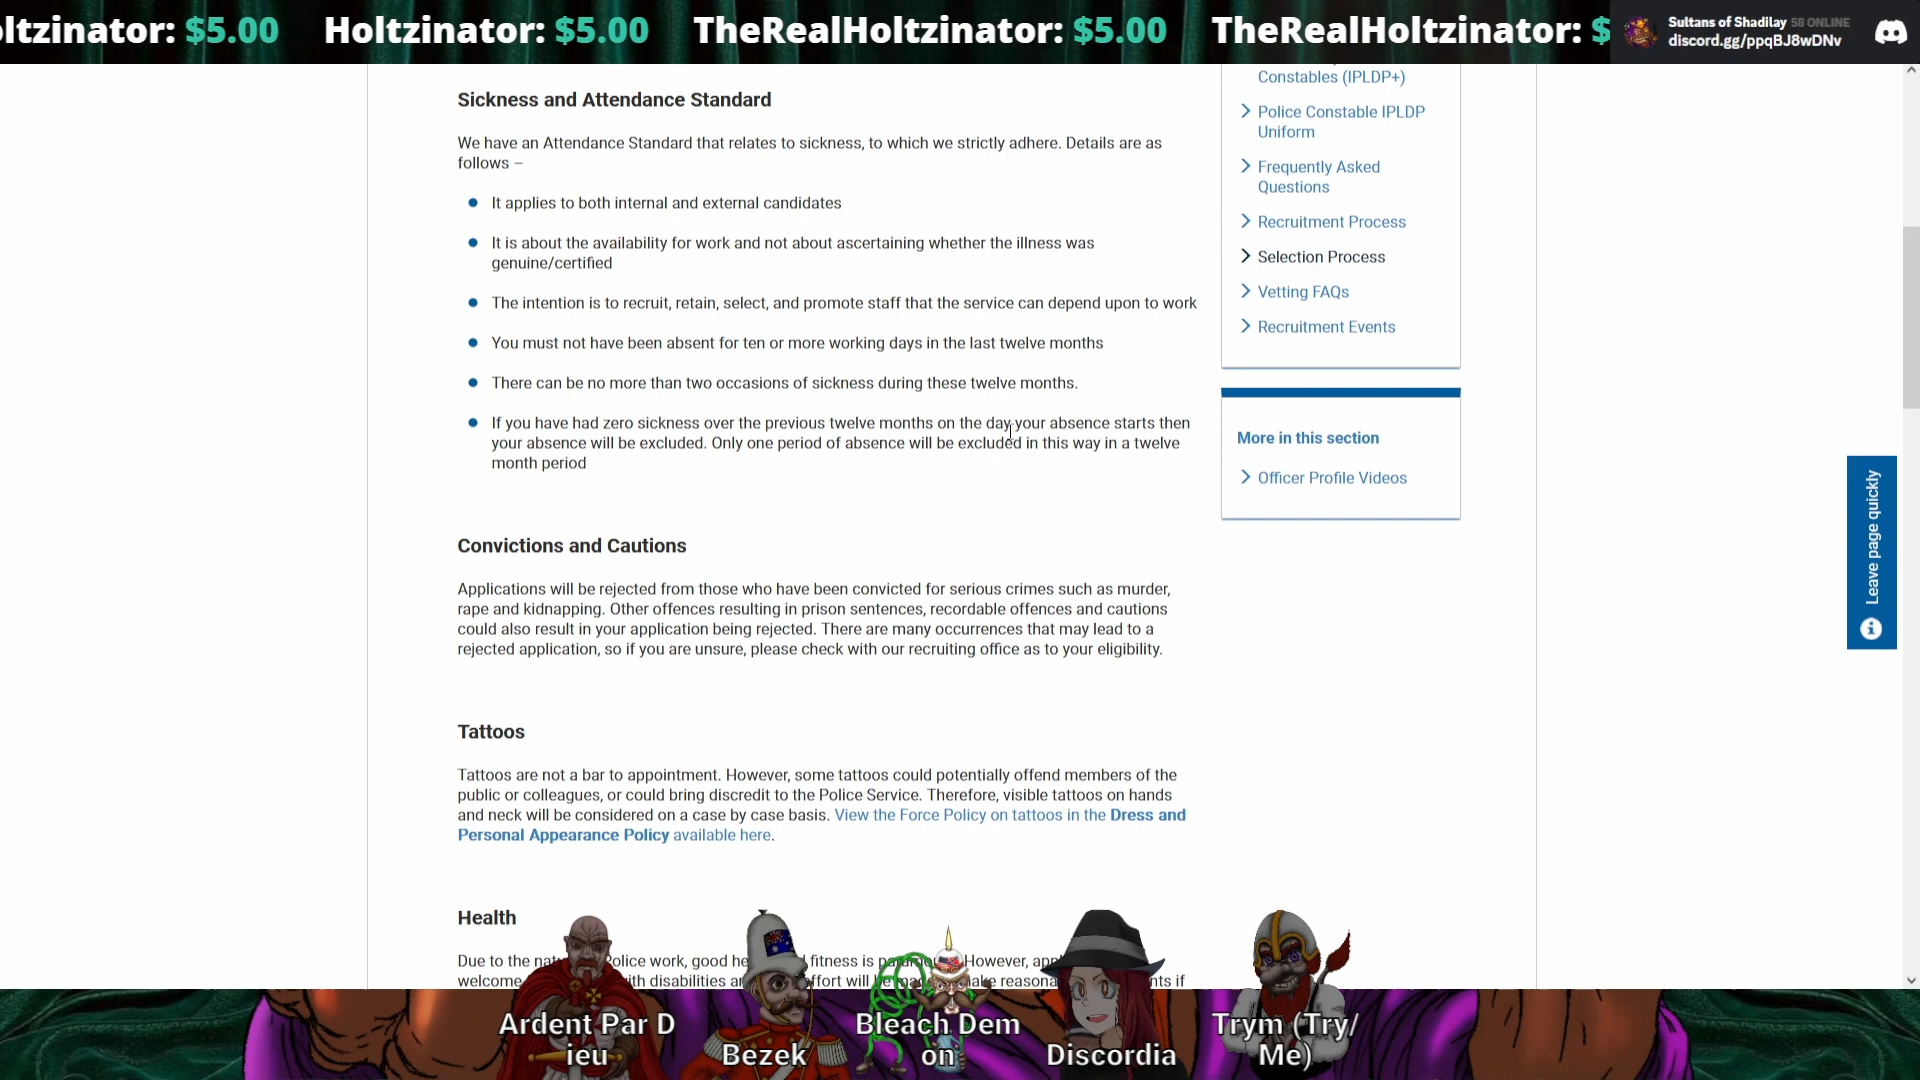 ltzinator: $5.00 Holtzinator: $5.00 TheRealHoltzinator: $5.00 TheRealHoltzinator: $
Sultans of Shadilay 58 ONLINE
discord.gg/ppqBJ8wDNv
Sickness and Attendance Standard
We have an Attendance Standard that relates to sickness, to which we strictly adhere. Details are as
follows –
It applies to both internal and external candidates
It is about the availability for work and not about ascertaining whether the illness was
genuine/certified
The intention is to recruit, retain, select, and promote staff that the service can depend upon to work
You must not have been absent for ten or more working days in the last twelve months
There can be no more than two occasions of sickness during these twelve months.
If you have had zero sickness over the previous twelve months on the day your absence starts then
your absence will be excluded. Only one period of absence will be excluded in this way in a twelve
month period
Convictions and Cautions
Applications will be rejected from those who have been convicted for serious crimes such as murder,
rape and kidnapping. Other offences resulting in prison sentences, recordable offences and cautions
could also result in your application being rejected. There are many occurrences that may lead to a
rejected application, so if you are unsure, please check with our recruiting office as to your eligibility.
Tattoos
Tattoos are not a bar to appointment. However, some tattoos could potentially offend members of the
public or colleagues, or could bring discredit to the Police Service. Therefore, visible tattoos on hands
and neck will be considered on a case by case basis. View the Force Policy on tattoos in the Dress and
Personal Appearance Policy available here.
Health
Due to the olice work, good he fitness is However,
welcome th disabilities ffort will reasona nts if
Constables (IPLDP+)
Police Constable IPLDP
Uniform
Frequently Asked
Questions
Recruitment Process
Selection Process
Vetting FAQs
Recruitment Events
More in this section
Officer Profile Videos
Leave page quickly
Ardent Par D
ieu
Bezek
Bleach Dem
on
Discordia
Trym (Try/
Me)